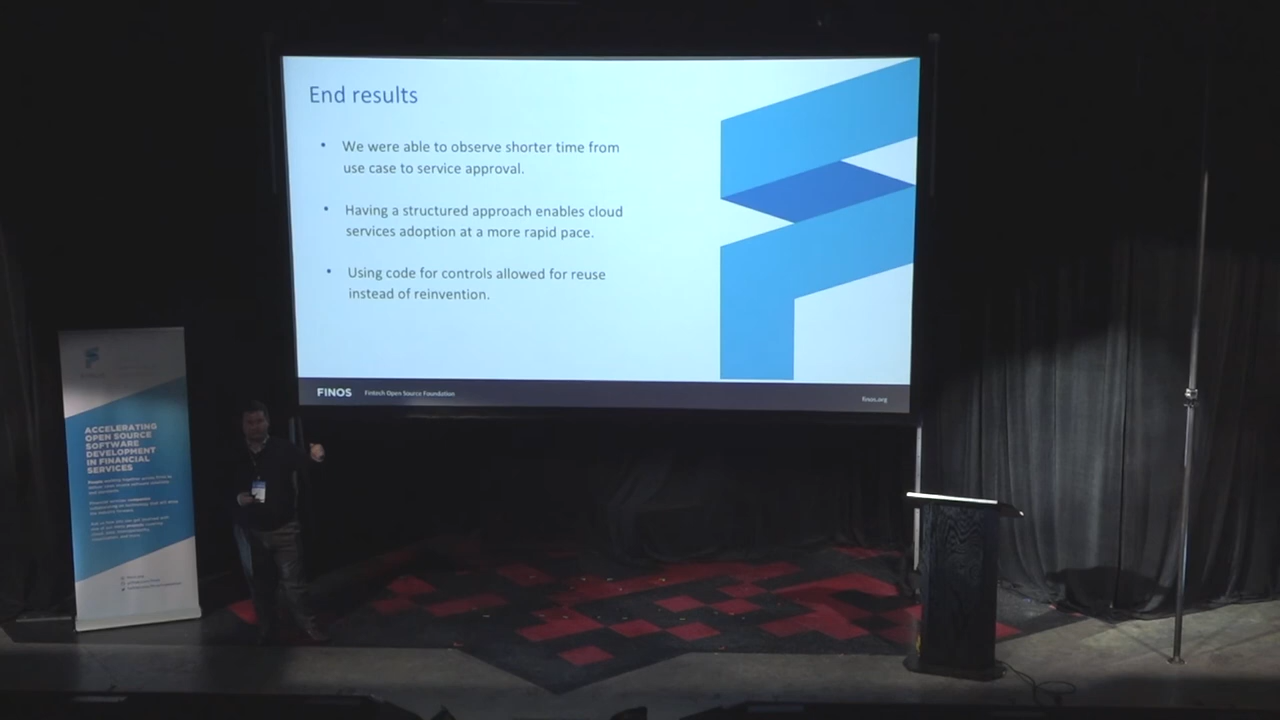 End results
• We were able to observe shorter time from
use case to service approval.
• Having a structured approach enables cloud
services adoption at a more rapid pace.
• Using code for controls allowed for reuse
instead of reinvention.
FINOS Fintech Open Source Foundation finos.org
ACCELERATING
OPEN SOURCE
SOFTWARE
DEVELOPMENT
IN FINANCIAL
SERVICES